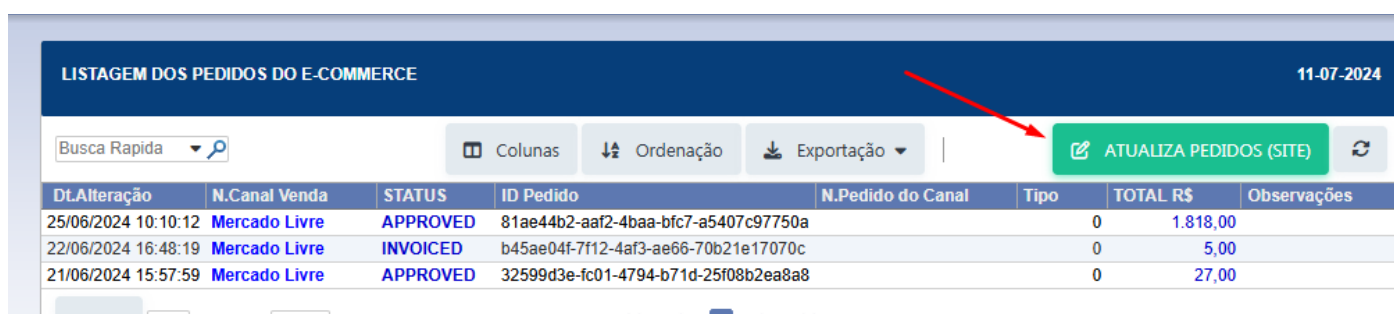 LISTAGEM DOS PEDIDOS DO E-COMMERCE 11-07-2024
Busca Rapida Colunas Ordenação Exportação ATUALIZA PEDIDOS (SITE)
Dt.Alteração N.Canal Venda STATUS ID Pedido N.Pedido do Canal Tipo TOTAL R$ Observações
25/06/2024 10:10:12 Mercado Livre APPROVED 81ae44b2-aaf2-4baa-bfc7-a5407c97750a 0 1.818,00
22/06/2024 16:48:19 Mercado Livre INVOICED b45ae04f-7f12-4af3-ae66-70b21e17070c 0 5,00
21/06/2024 15:57:59 Mercado Livre APPROVED 32599d3e-fc01-4794-b71d-25f08b2ea8a8 0 27,00